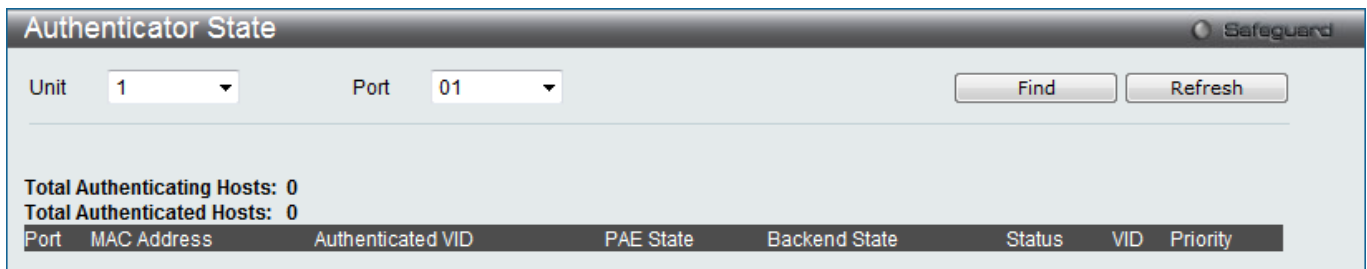 Authenticator State Safeguard
Unit 1 Port 01 Find Refresh
Total Authenticating Hosts: 0
Total Authenticated Hosts: 0
Port MAC Address Authenticated VID PAE State Backend State Status VID Priority